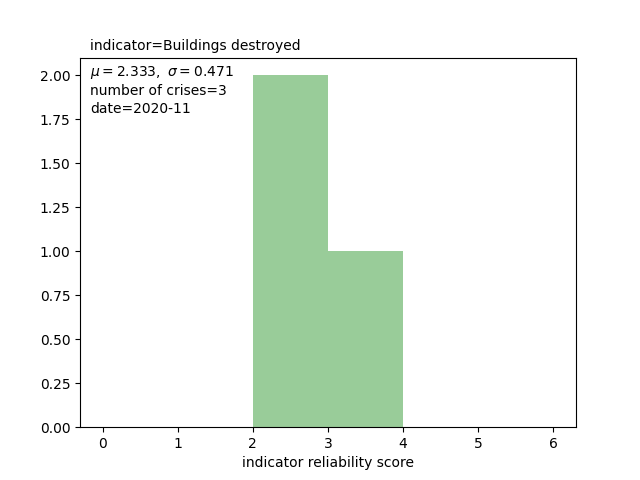 indicator=Buildings destroyed
μ = 2.333, σ = 0.471
number of crises=3
date=2020-11
2.00
1.75
1.50
1.25
1.00
0.75
0.50
0.25
0.00
0 1 2 3 4 5 6
indicator reliability score